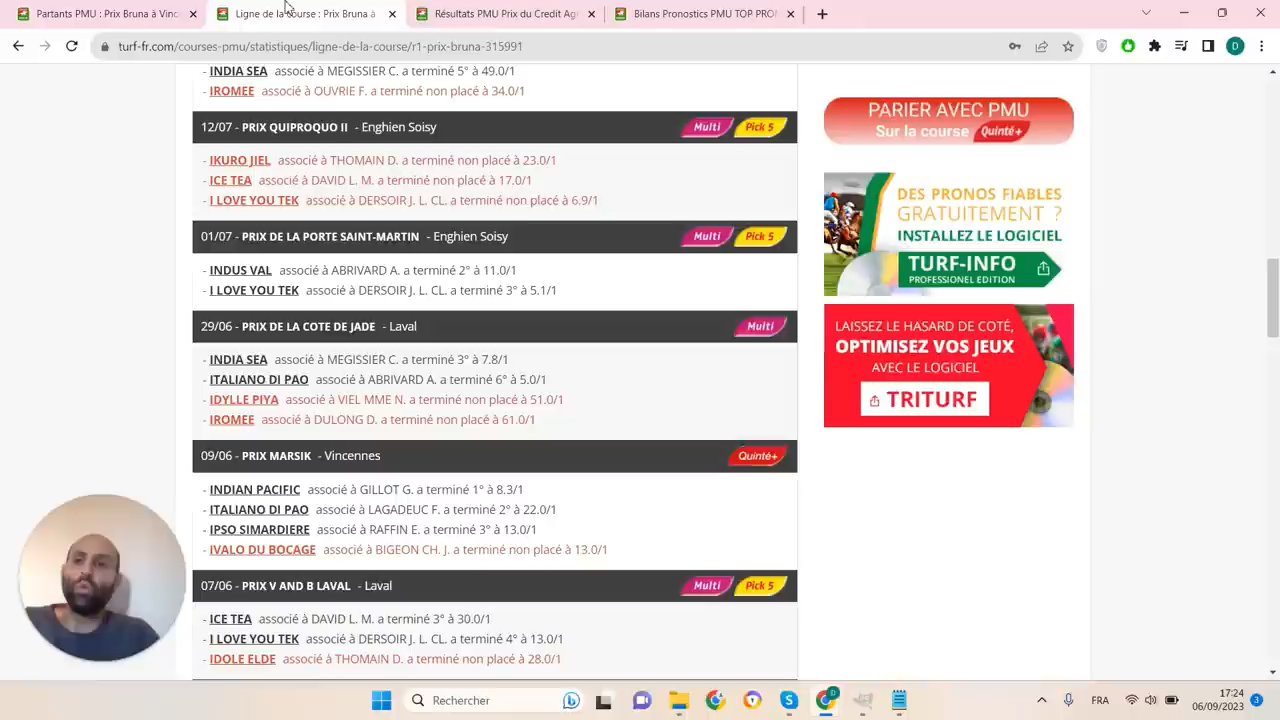 Partants PMU : Prix Bruna à Vinc
Ligne de la course : Prix Bruna à
Résultats PMU Prix du Credit Agr
Bilans Pronostics PMU TOP PRON
turf-fr.com/courses-pmu/statistiques/ligne-de-la-course/r1-prix-bruna-315991
D
- INDIA SEA associé à MEGISSIER C. a terminé 5° à 49.0/1
- IROMEE associé à OUVRIE F. a terminé non placé à 34.0/1
12/07 - PRIX QUIPROQUO II - Enghien Soisy Multi Pick 5
- IKURO JIEL associé à THOMAIN D. a terminé non placé à 23.0/1
- ICE TEA associé à DAVID L. M. a terminé non placé à 17.0/1
- I LOVE YOU TEK associé à DERSOIR J. L. CL. a terminé non placé à 6.9/1
01/07 - PRIX DE LA PORTE SAINT-MARTIN - Enghien Soisy Multi Pick 5
- INDUS VAL associé à ABRIVARD A. a terminé 2° à 11.0/1
- I LOVE YOU TEK associé à DERSOIR J. L. CL. a terminé 3° à 5.1/1
29/06 - PRIX DE LA COTE DE JADE - Laval Multi
- INDIA SEA associé à MEGISSIER C. a terminé 3° à 7.8/1
- ITALIANO DI PAO associé à ABRIVARD A. a terminé 6° à 5.0/1
- IDYLLE PIYA associé à VIEL MME N. a terminé non placé à 51.0/1
- IROMEE associé à DULONG D. a terminé non placé à 61.0/1
09/06 - PRIX MARSIK - Vincennes Quinté+
- INDIAN PACIFIC associé à GILLOT G. a terminé 1° à 8.3/1
- ITALIANO DI PAO associé à LAGADEUC F. a terminé 2° à 22.0/1
- IPSO SIMARDIERE associé à RAFFIN E. a terminé 3° à 13.0/1
- IVALO DU BOCAGE associé à BIGEON CH. J. a terminé non placé à 13.0/1
07/06 - PRIX V AND B LAVAL - Laval Multi Pick 5
- ICE TEA associé à DAVID L. M. a terminé 3° à 30.0/1
- I LOVE YOU TEK associé à DERSOIR J. L. CL. a terminé 4° à 13.0/1
- IDOLE ELDE associé à THOMAIN D. a terminé non placé à 28.0/1
PARIER AVEC PMU
Sur la course Quinté+
DES PRONOS FIABLES
GRATUITEMENT ?
INSTALLEZ LE LOGICIEL
TURF-INFO
PROFESSIONEL EDITION
LAISSEZ LE HASARD DE COTÉ,
OPTIMISEZ VOS JEUX
AVEC LE LOGICIEL
TRITURF
Rechercher
D
FRA
17:24
06/09/2023
3